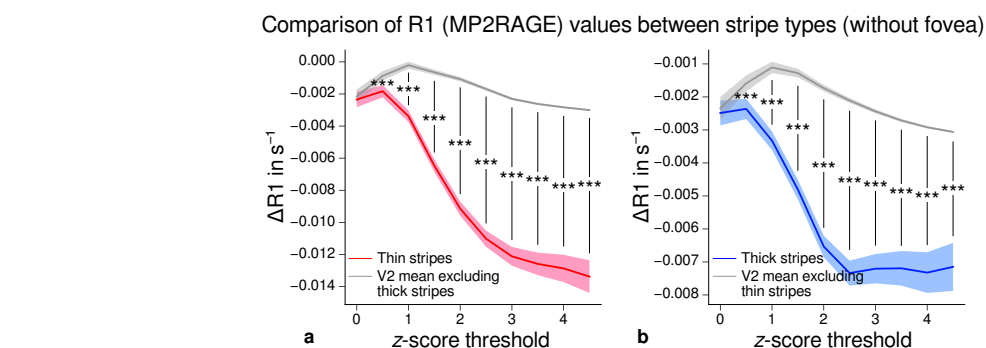 Comparison of R1 (MP2RAGE) values between stripe types (without fovea)
ΔR1 in s⁻¹
0.000
−0.002
−0.004
−0.006
−0.008
−0.010
−0.012
−0.014
***
***
***
***
***
***
***
***
***
Thin stripes
V2 mean excluding
thick stripes
0 1 2 3 4
a
z-score threshold
ΔR1 in s⁻¹
−0.001
−0.002
−0.003
−0.004
−0.005
−0.006
−0.007
−0.008
***
***
***
***
***
***
***
***
***
Thick stripes
V2 mean excluding
thin stripes
0 1 2 3 4
b
z-score threshold